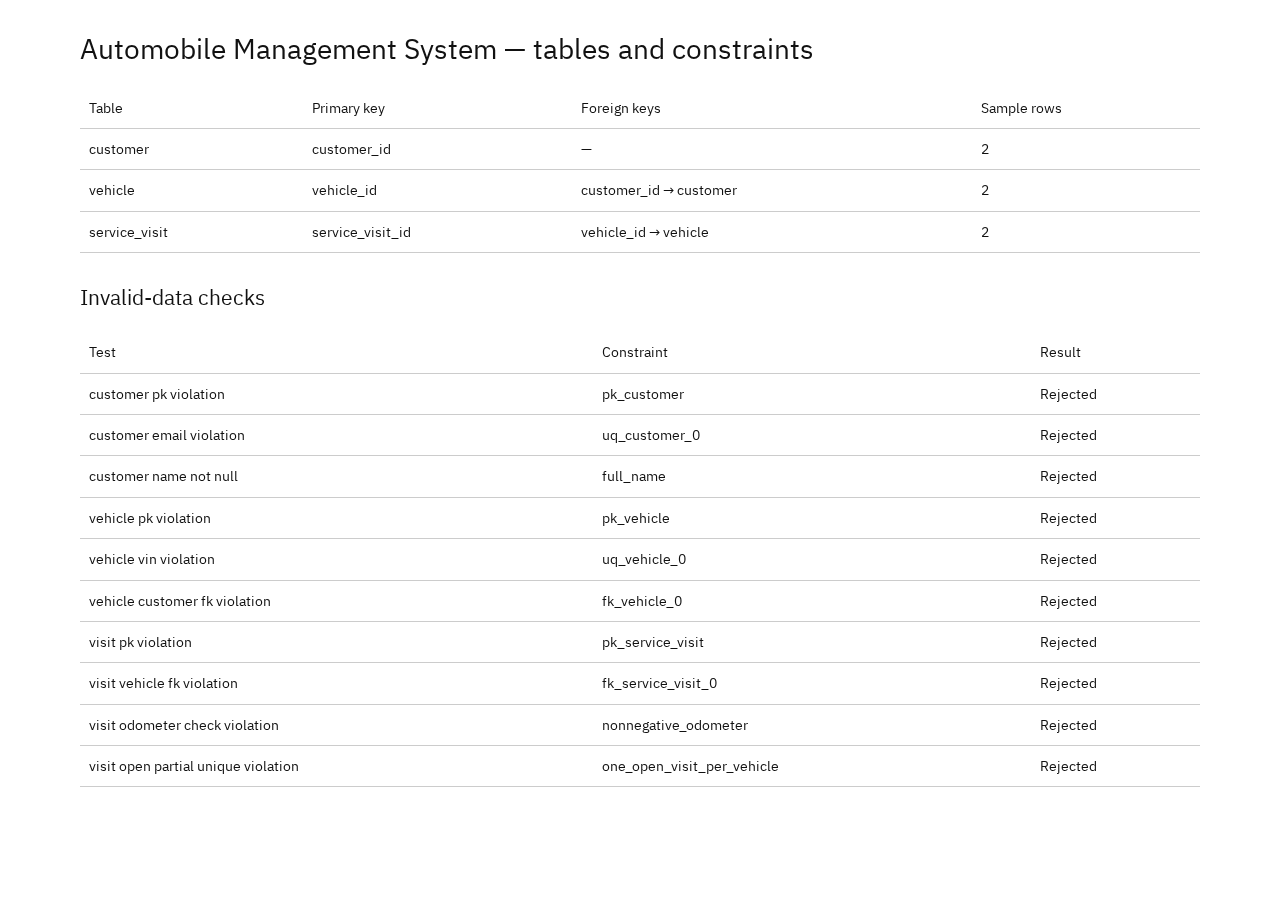 Automobile Management System — tables and constraints
Table Primary key Foreign keys Sample rows
customer customer_id — 2
vehicle vehicle_id customer_id → customer 2
service_visit service_visit_id vehicle_id → vehicle 2
Invalid-data checks
Test Constraint Result
customer pk violation pk_customer Rejected
customer email violation uq_customer_0 Rejected
customer name not null full_name Rejected
vehicle pk violation pk_vehicle Rejected
vehicle vin violation uq_vehicle_0 Rejected
vehicle customer fk violation fk_vehicle_0 Rejected
visit pk violation pk_service_visit Rejected
visit vehicle fk violation fk_service_visit_0 Rejected
visit odometer check violation nonnegative_odometer Rejected
visit open partial unique violation one_open_visit_per_vehicle Rejected